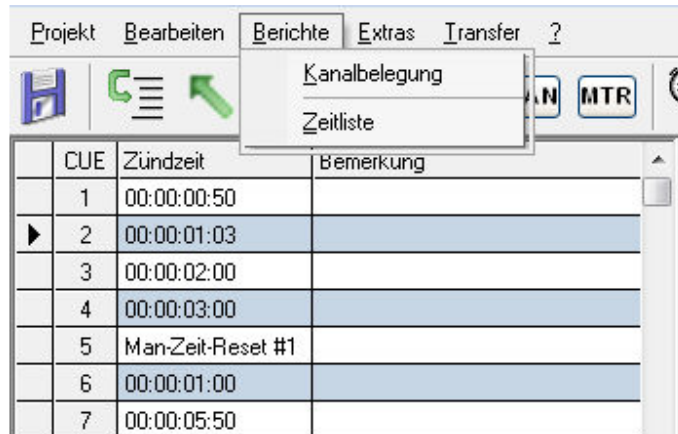 Projekt Bearbeiten Berichte Extras Transfer ?
Kanalbelegung
Zeitliste
MTR
CUE Zündzeit Bemerkung
1 00:00:00:50
2 00:00:01:03
3 00:00:02:00
4 00:00:03:00
5 Man-Zeit-Reset #1
6 00:00:01:00
7 00:00:05:50